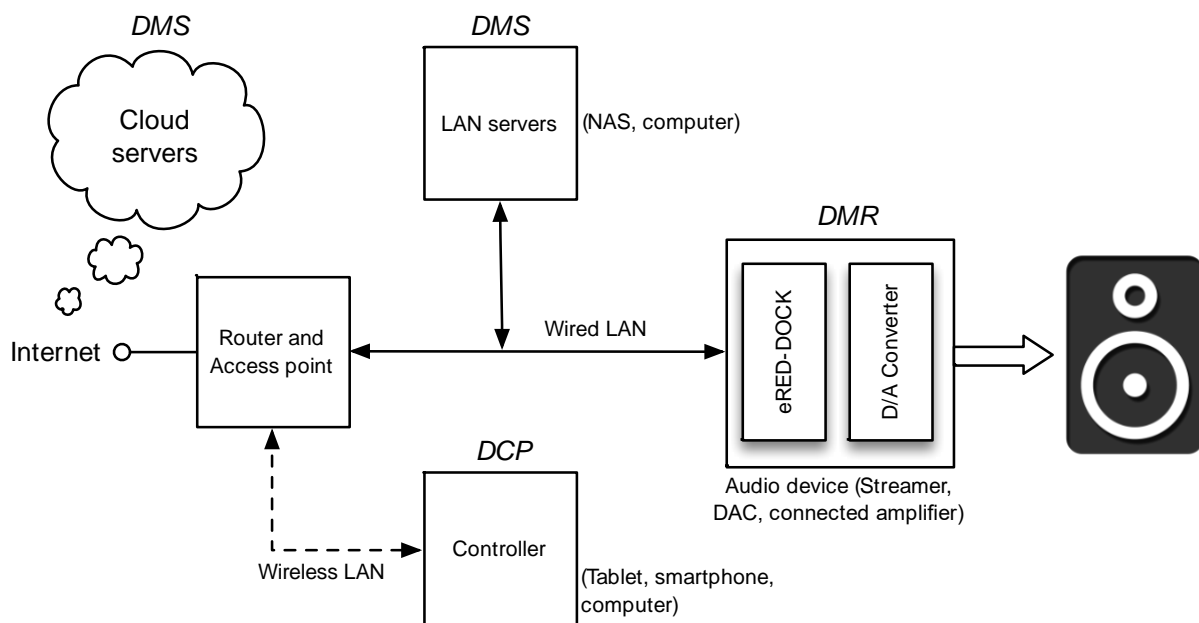 DMS
Cloud
servers
DMS
LAN servers
(NAS, computer)
DMR
eRED-DOCK
D/A Converter
Wired LAN
Internet
Router and
Access point
Audio device (Streamer,
DAC, connected amplifier)
DCP
Controller
Wireless LAN
(Tablet, smartphone,
computer)